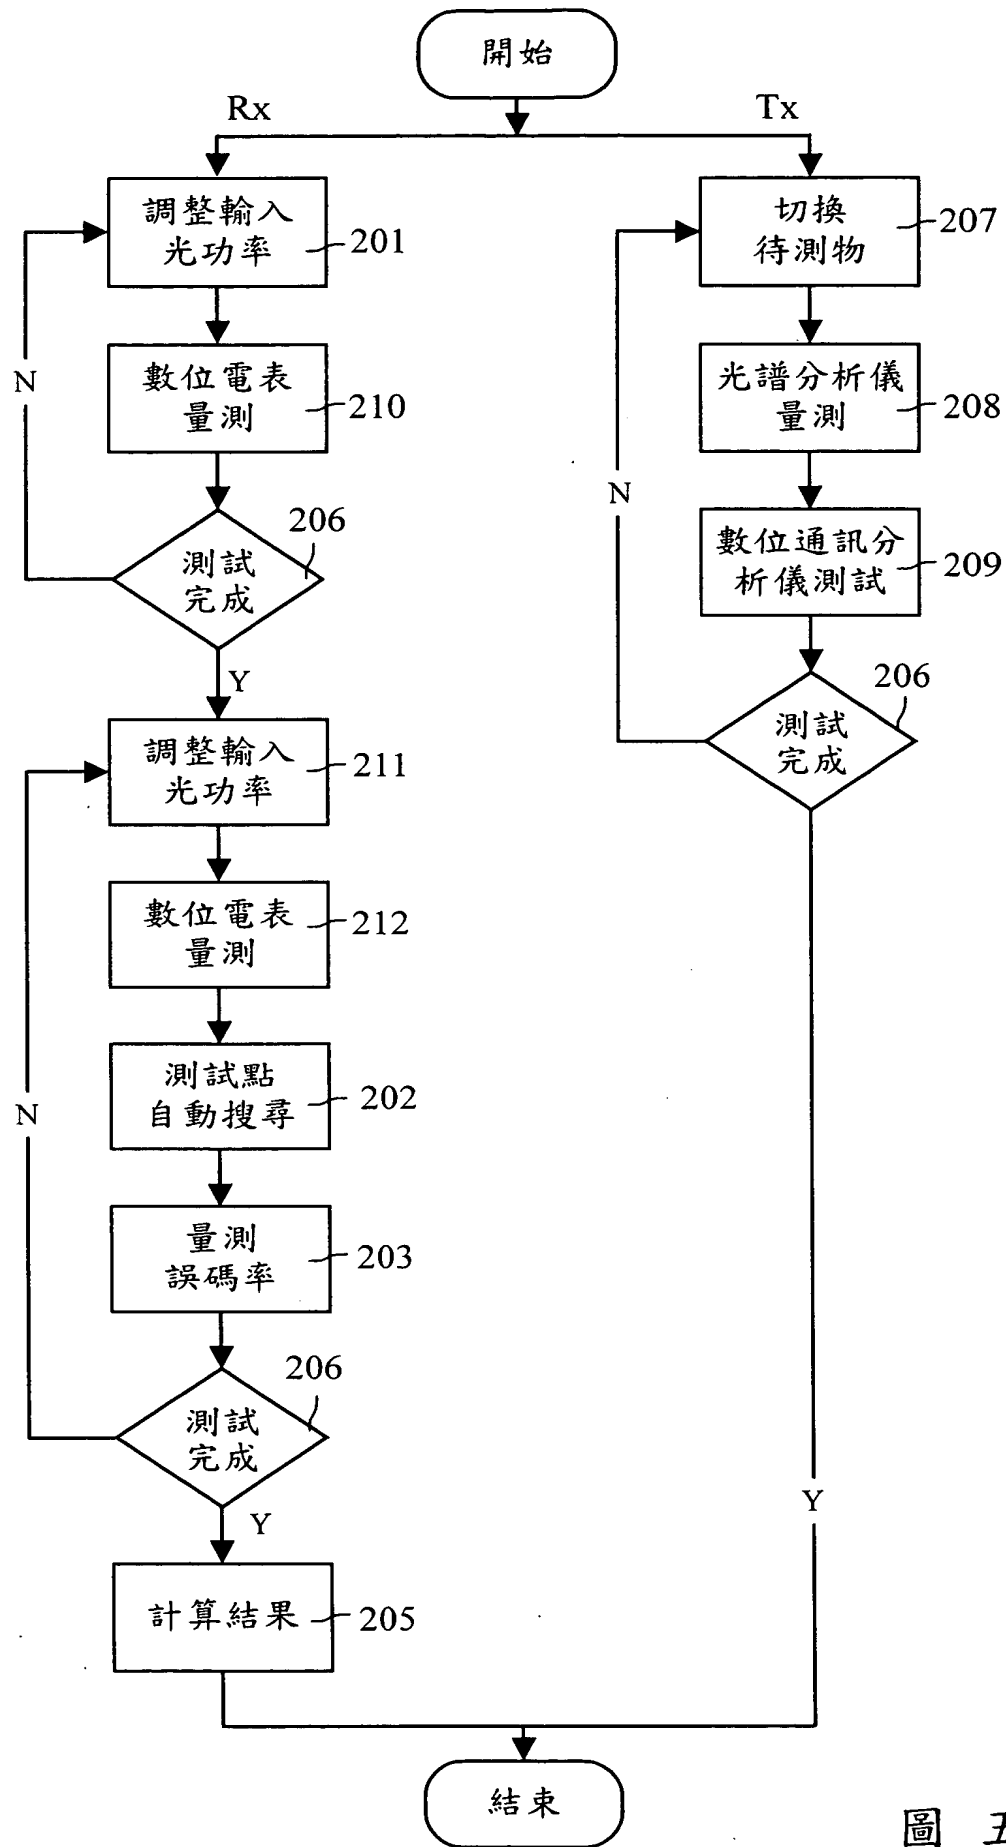 開始
Rx
Tx
調整輸入
光功率
201
數位電表
量測
210
N
測試
完成
206
Y
調整輸入
光功率
211
數位電表
量測
212
測試點
自動搜尋
202
N
量測
誤碼率
203
測試
完成
206
Y
計算結果
205
切換
待測物
207
光譜分析儀
量測
208
N
數位通訊分
析儀測試
209
測試
完成
206
Y
結束
圖 五